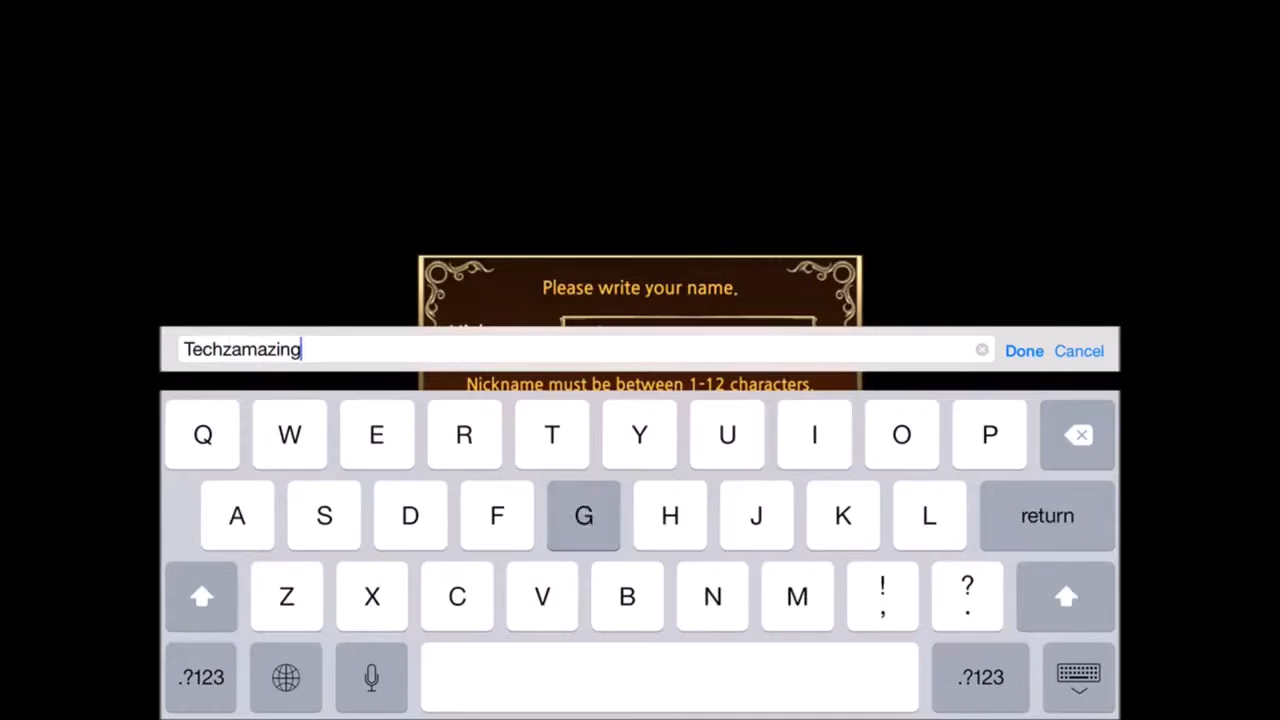 Please write your name.
Techzamazing
Done Cancel
Nickname must be between 1-12 characters.
Q W E R T Y U I O P
A S D F G H J K L return
Z X C V B N M ! , ? .
.?123 .?123